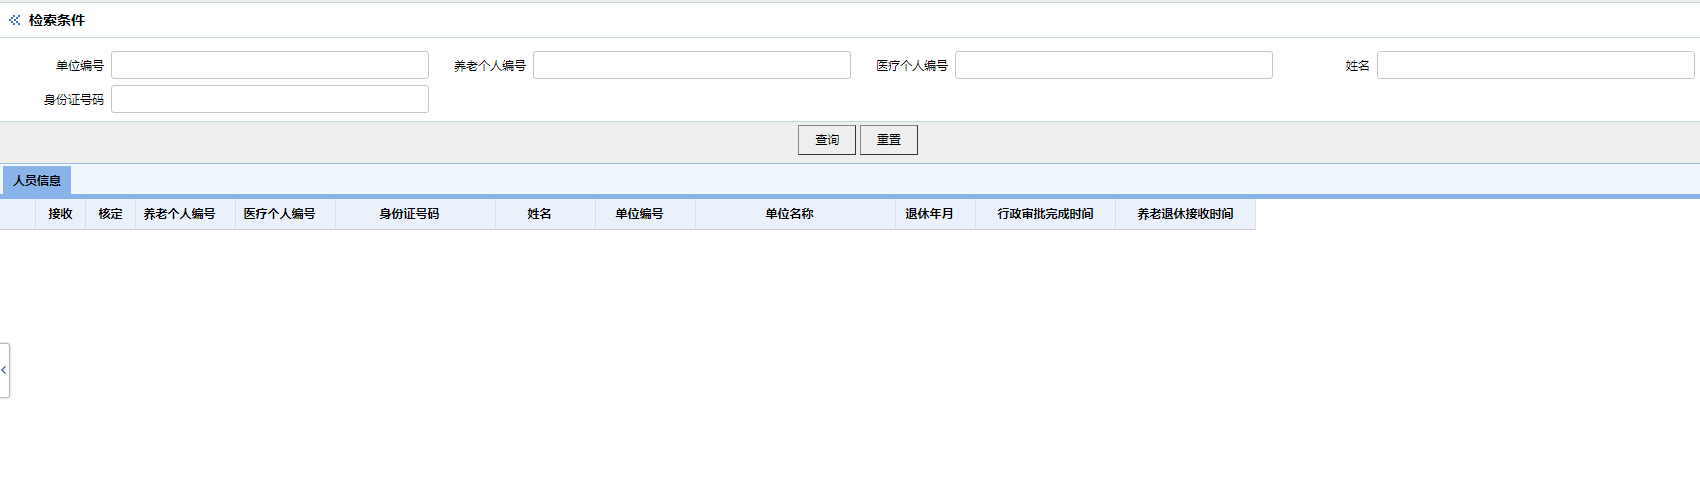 检索条件
单位编号 养老个人编号 医疗个人编号 姓名
身份证号码
查询 重置
人员信息
接收 核定 养老个人编号 医疗个人编号 身份证号码 姓名 单位编号 单位名称 退休年月 行政审批完成时间 养老退休接收时间